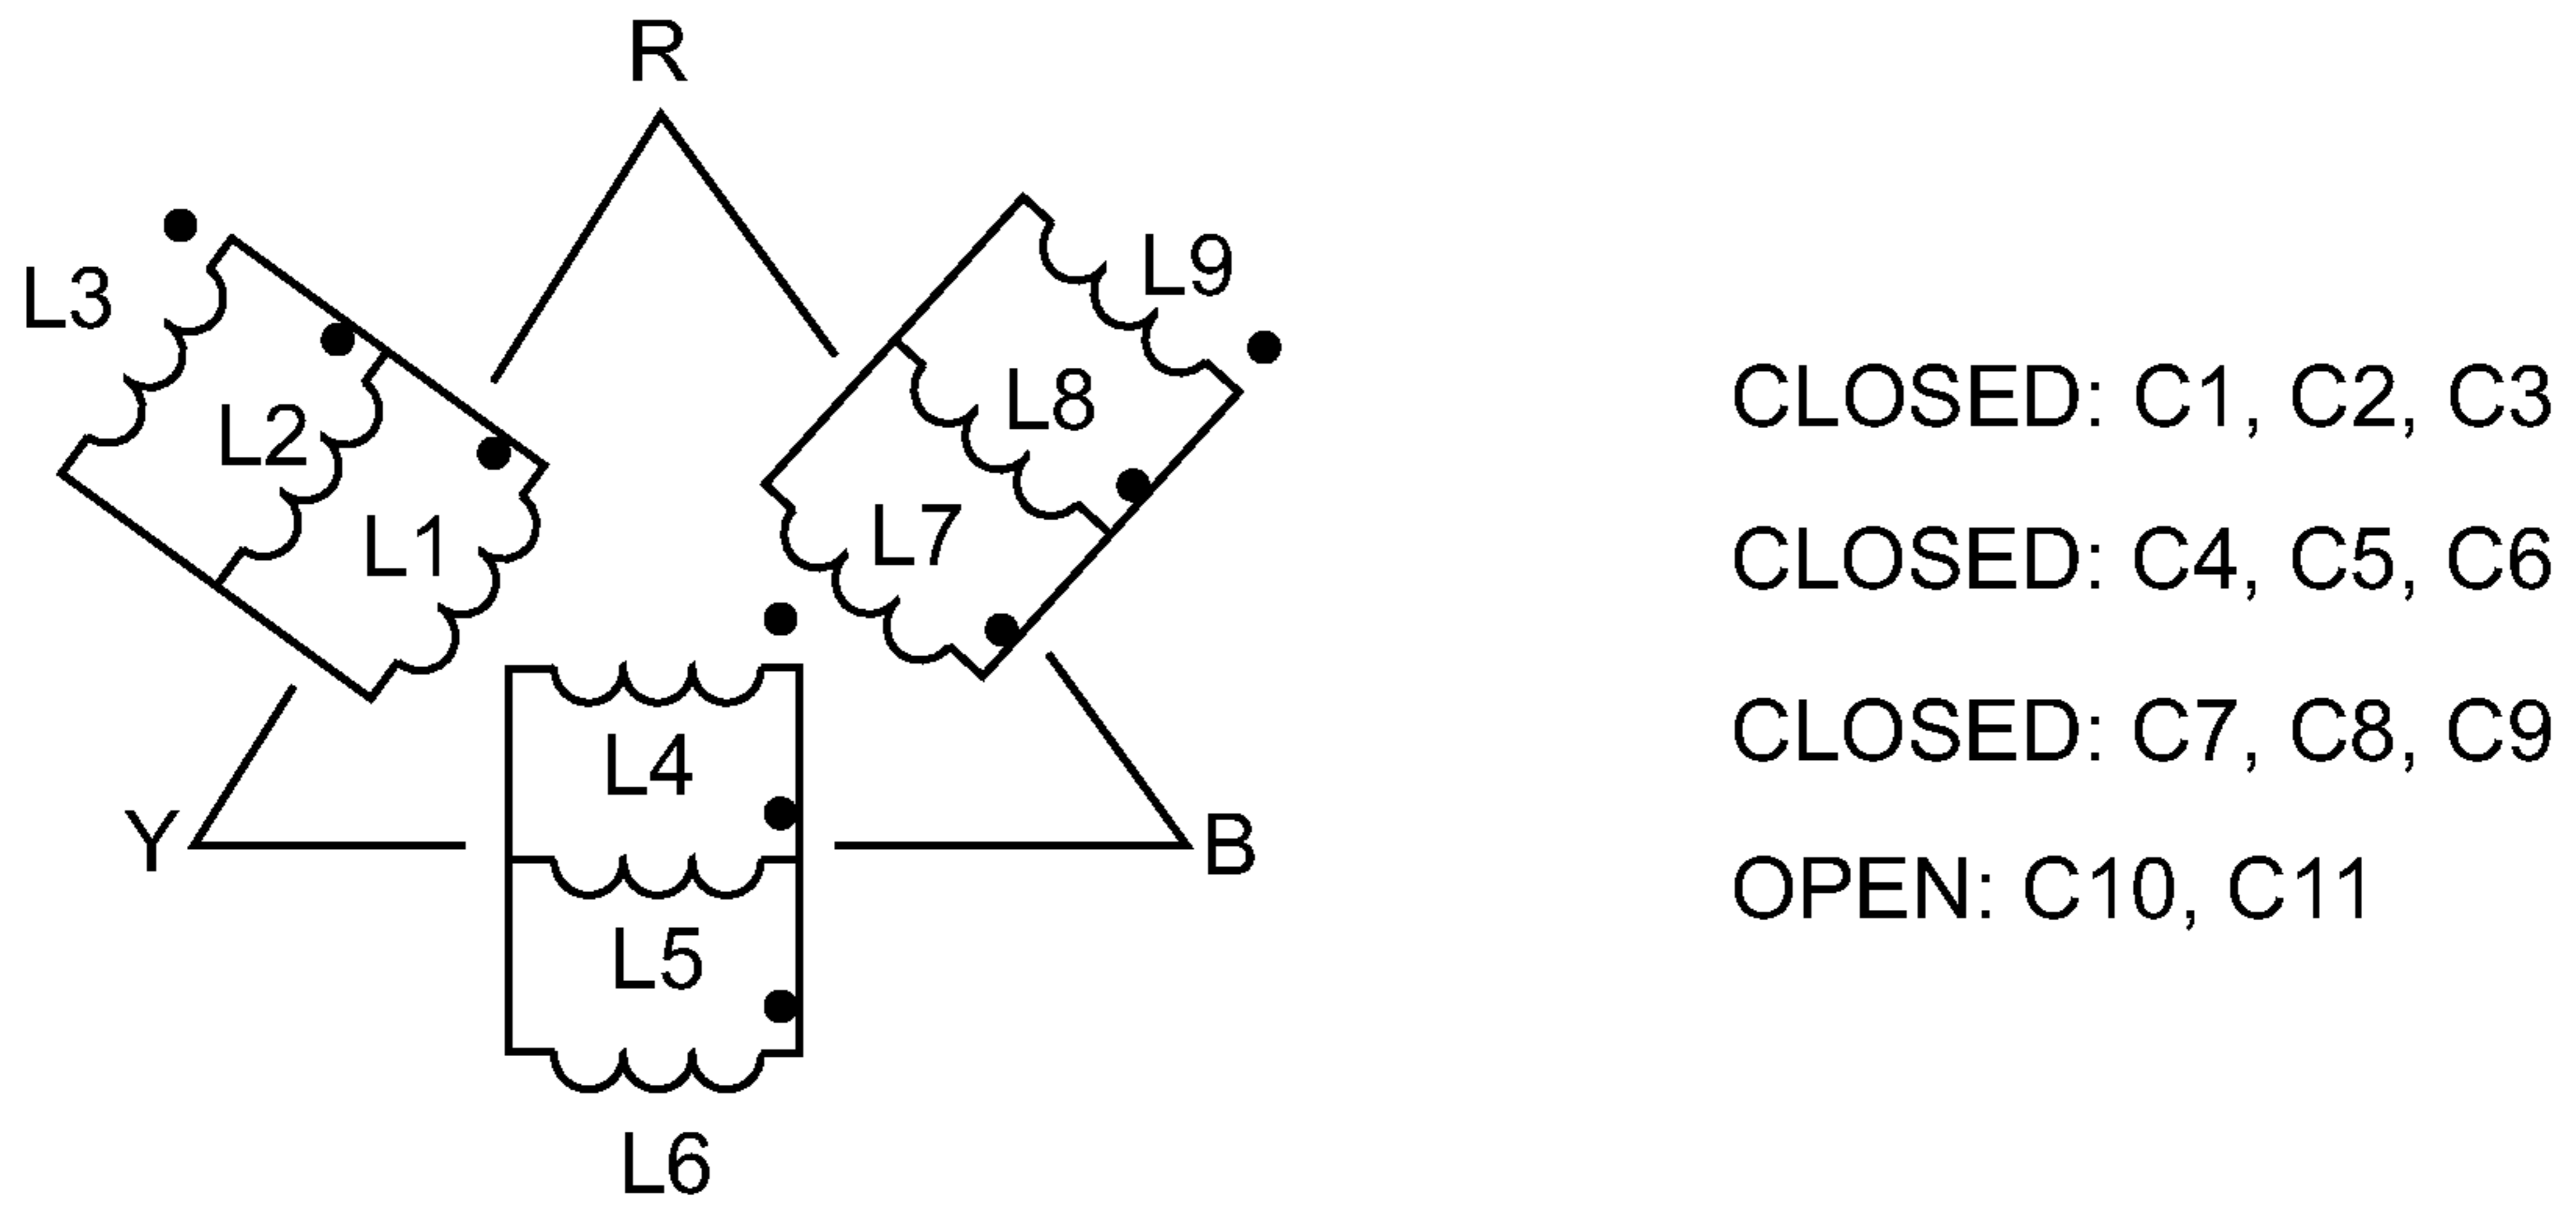 R
L3
L2
L1
L9
L8
L7
L4
L5
L6
Y
B
CLOSED: C1, C2, C3
CLOSED: C4, C5, C6
CLOSED: C7, C8, C9
OPEN: C10, C11